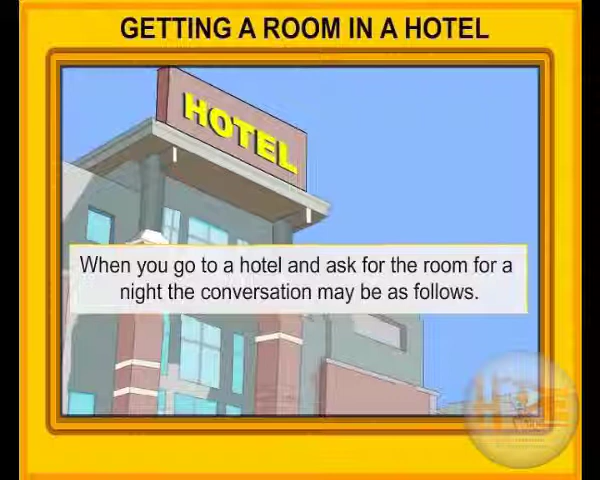 GETTING A ROOM IN A HOTEL
HOTEL
When you go to a hotel and ask for the room for a
night the conversation may be as follows.